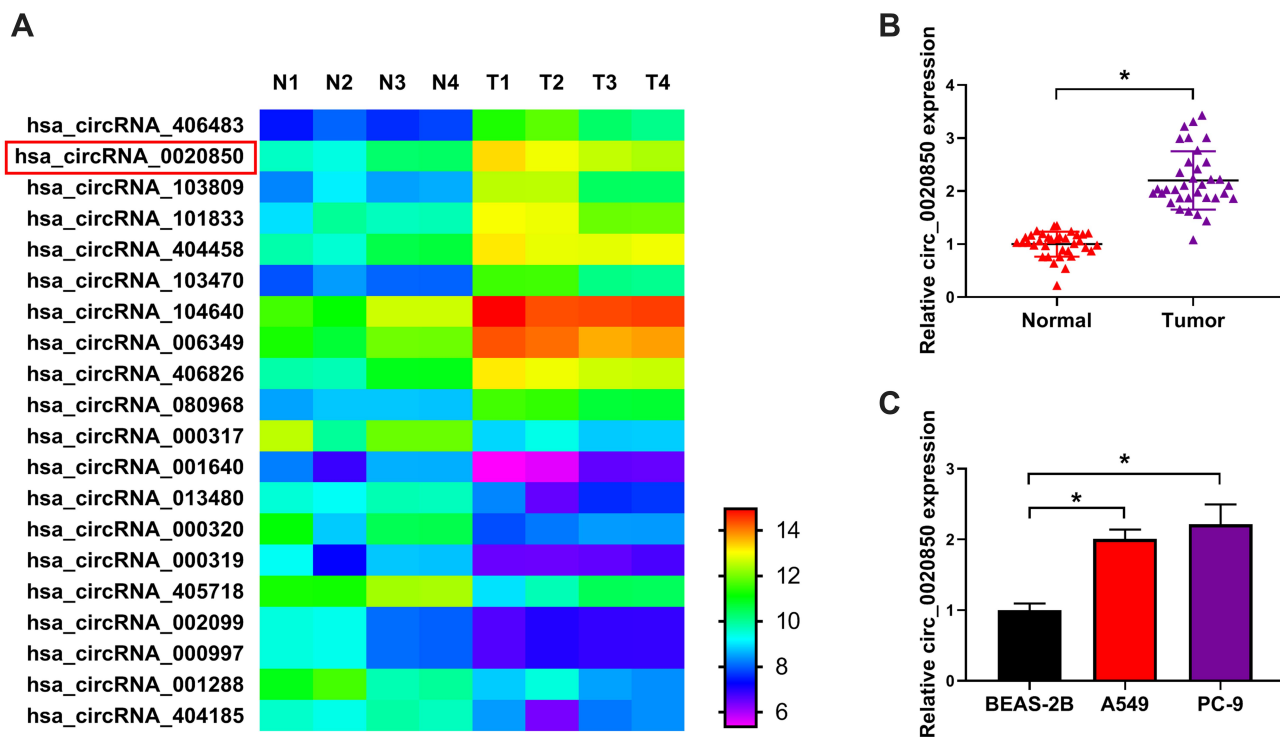 A
N1 N2 N3 N4 T1 T2 T3 T4
hsa_circRNA_406483
hsa_circRNA_0020850
hsa_circRNA_103809
hsa_circRNA_101833
hsa_circRNA_404458
hsa_circRNA_103470
hsa_circRNA_104640
hsa_circRNA_006349
hsa_circRNA_406826
hsa_circRNA_080968
hsa_circRNA_000317
hsa_circRNA_001640
hsa_circRNA_013480
hsa_circRNA_000320
hsa_circRNA_000319
hsa_circRNA_405718
hsa_circRNA_002099
hsa_circRNA_000997
hsa_circRNA_001288
hsa_circRNA_404185
14
12
10
8
6
B
Relative circ_0020850 expression
4
3
2
1
0
*
Normal Tumor
C
Relative circ_0020850 expression
3
2
1
0
*
*
BEAS-2B A549 PC-9